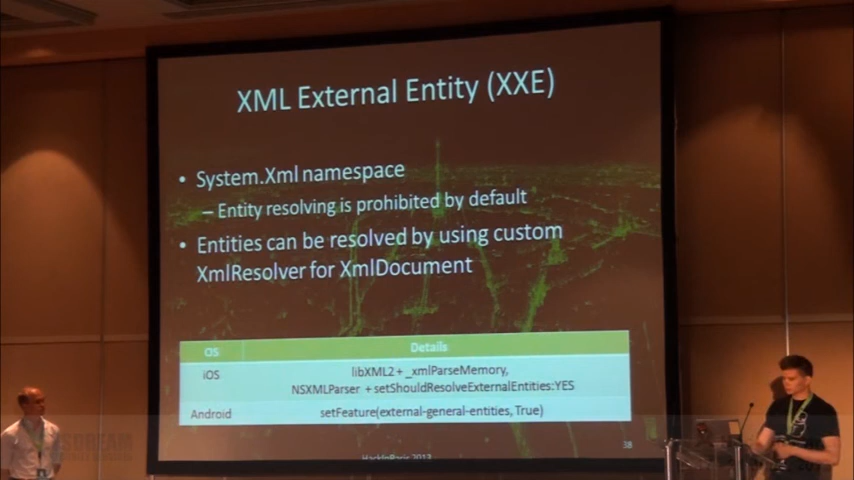 XML External Entity (XXE)
• System.Xml namespace
– Entity resolving is prohibited by default
• Entities can be resolved by using custom
XmlResolver for XmlDocument
OS Details
iOS libXML2 + _xmlParseMemory,
NSXMLParser + setShouldResolveExternalEntities:YES
Android setFeature(external-general-entities, True)
HackInParis 2013
38